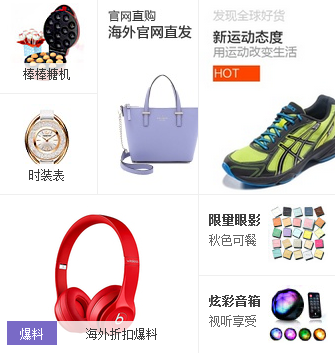 棒棒糖机
时装表
官网直购
海外官网直发
发现全球好货
新运动态度
运动改变生活
HOT
爆料
海外折扣爆料
限量眼影
秋色可餐
炫彩音箱
视听享受